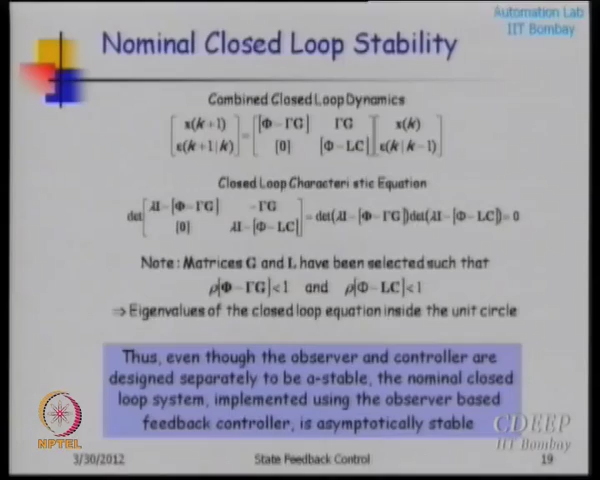 Automation Lab
IIT Bombay
Nominal Closed Loop Stability
Combined Closed Loop Dynamics
[x(k+1) ; ε(k+1|k)] = [[Φ−ΓG] ΓG ; [0] [Φ−LC]] [x(k) ; ε(k|k−1)]
Closed Loop Characteristic Equation
det[λI−[Φ−ΓG] −ΓG ; [0] λI−[Φ−LC]] = det(λI−[Φ−ΓG])det(λI−[Φ−LC])=0
Note: Matrices G and L have been selected such that
ρ[Φ−ΓG]<1 and ρ[Φ−LC]<1
⇒ Eigenvalues of the closed loop equation inside the unit circle
Thus, even though the observer and controller are
designed separately to be a-stable, the nominal closed
loop system, implemented using the observer based
feedback controller, is asymptotically stable
NPTEL
CDEEP
IIT Bombay
3/30/2012
State Feedback Control
19